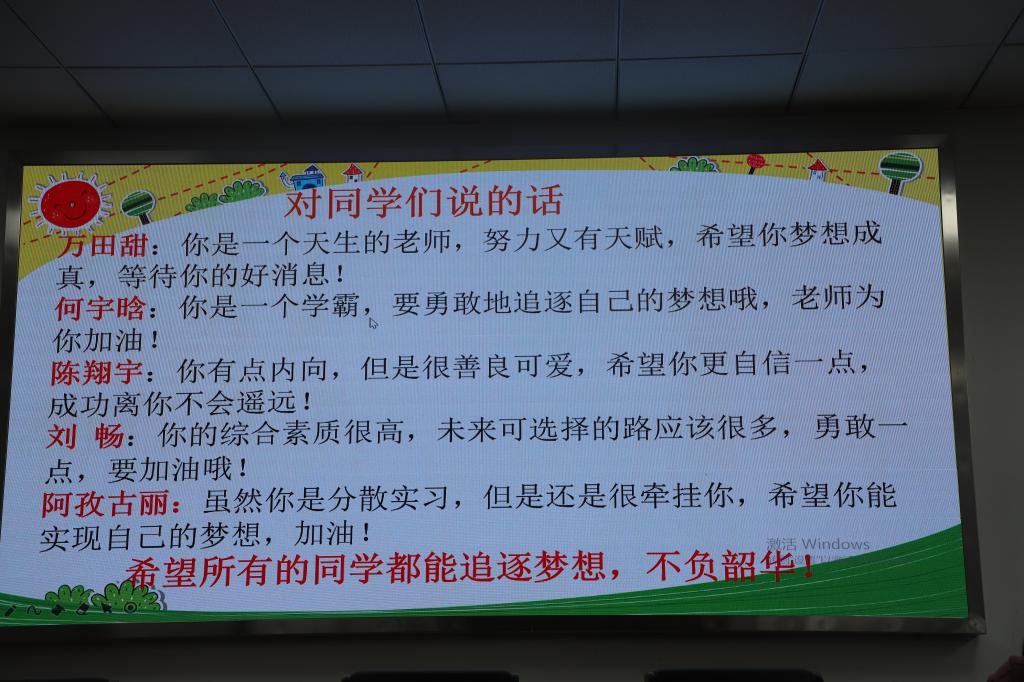 对同学们说的话
万田甜：你是一个天生的老师，努力又有天赋，希望你梦想成
真，等待你的好消息！
何宇晗：你是一个学霸，要勇敢地追逐自己的梦想哦，老师为
你加油！
陈翔宇：你有点内向，但是很善良可爱，希望你更自信一点，
成功离你不会遥远！
刘 畅：你的综合素质很高，未来可选择的路应该很多，勇敢一
点，要加油哦！
阿孜古丽：虽然你是分散实习，但是还是很牵挂你，希望你能
实现自己的梦想，加油！
激活 Windows
希望所有的同学都能追逐梦想，不负韶华！